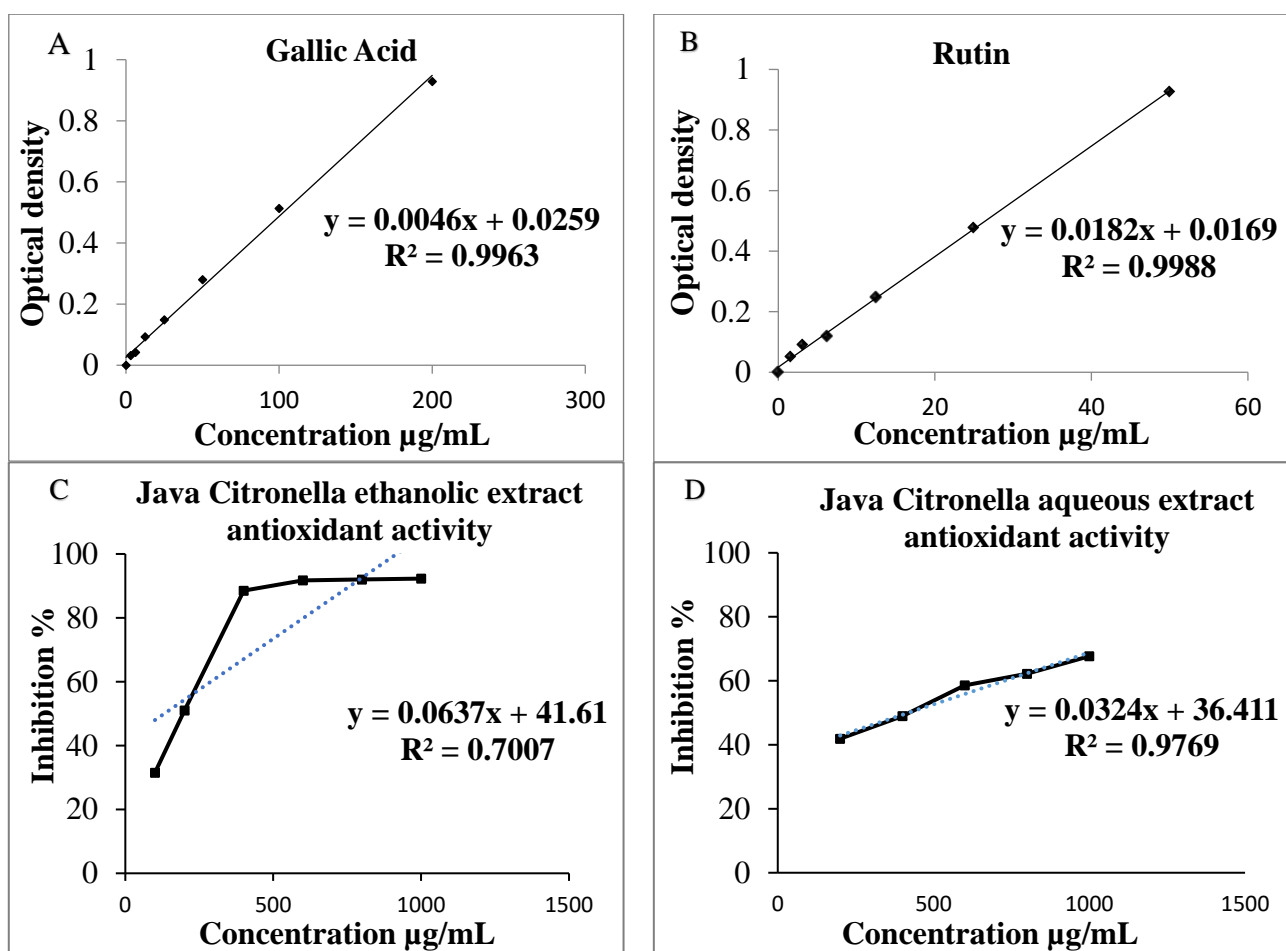 A
Gallic Acid
Optical density
1
0.8
0.6
0.4
0.2
0
y = 0.0046x + 0.0259
R² = 0.9963
0 100 200 300
Concentration µg/mL
B
Rutin
Optical density
1
0.8
0.6
0.4
0.2
0
y = 0.0182x + 0.0169
R² = 0.9988
0 20 40 60
Concentration µg/mL
C
Java Citronella ethanolic extract
antioxidant activity
Inhibition %
100
80
60
40
20
0
y = 0.0637x + 41.61
R² = 0.7007
0 500 1000 1500
Concentration µg/mL
D
Java Citronella aqueous extract
antioxidant activity
Inhibition %
100
80
60
40
20
0
y = 0.0324x + 36.411
R² = 0.9769
0 500 1000 1500
Concentration µg/mL